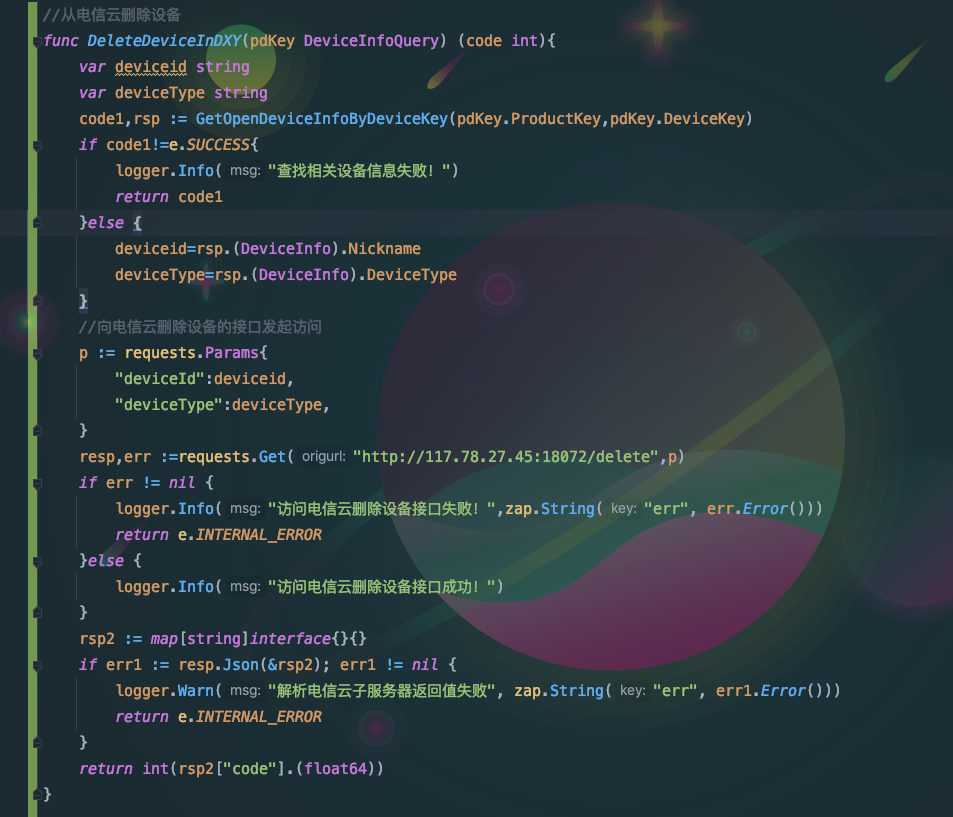 //从电信云删除设备
func DeleteDeviceInDXY(pdKey DeviceInfoQuery) (code int){
var deviceid string
var deviceType string
code1,rsp := GetOpenDeviceInfoByDeviceKey(pdKey.ProductKey,pdKey.DeviceKey)
if code1!=e.SUCCESS{
logger.Info( msg: "查找相关设备信息失败！")
return code1
}else {
deviceid=rsp.(DeviceInfo).Nickname
deviceType=rsp.(DeviceInfo).DeviceType
}
//向电信云删除设备的接口发起访问
p := requests.Params{
"deviceId":deviceid,
"deviceType":deviceType,
}
resp,err :=requests.Get( origurl: "http://117.78.27.45:18072/delete",p)
if err != nil {
logger.Info( msg: "访问电信云删除设备接口失败！",zap.String( key: "err", err.Error()))
return e.INTERNAL_ERROR
}else {
logger.Info( msg: "访问电信云删除设备接口成功！")
}
rsp2 := map[string]interface{}{}
if err1 := resp.Json(&rsp2); err1 != nil {
logger.Warn( msg: "解析电信云子服务器返回值失败", zap.String( key: "err", err1.Error()))
return e.INTERNAL_ERROR
}
return int(rsp2["code"].(float64))
}